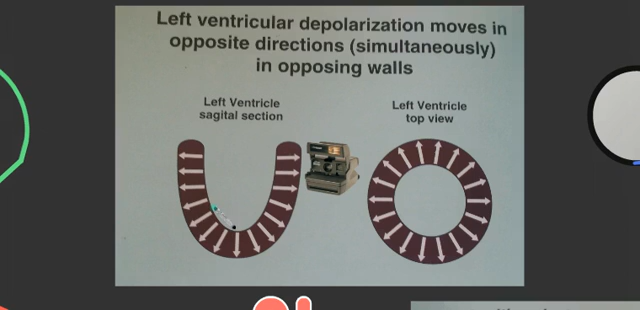 Left ventricular depolarization moves in
opposite directions (simultaneously)
in opposing walls
Left Ventricle
sagital section
Left Ventricle
top view